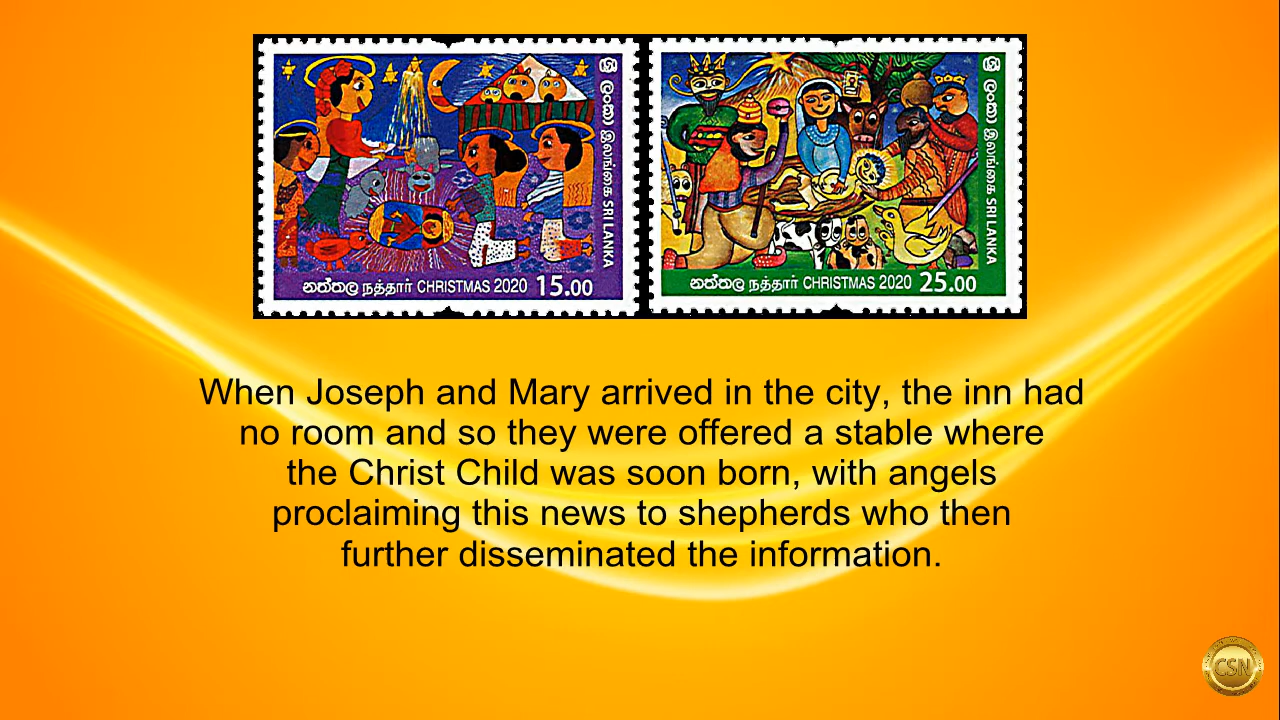 ලංකා இலங்கை SRI LANKA
නත්තල நத்தார் CHRISTMAS 2020 15.00
ලංකා இலங்கை SRI LANKA
නත්තල நத்தார் CHRISTMAS 2020 25.00
When Joseph and Mary arrived in the city, the inn had
no room and so they were offered a stable where
the Christ Child was soon born, with angels
proclaiming this news to shepherds who then
further disseminated the information.
CSN